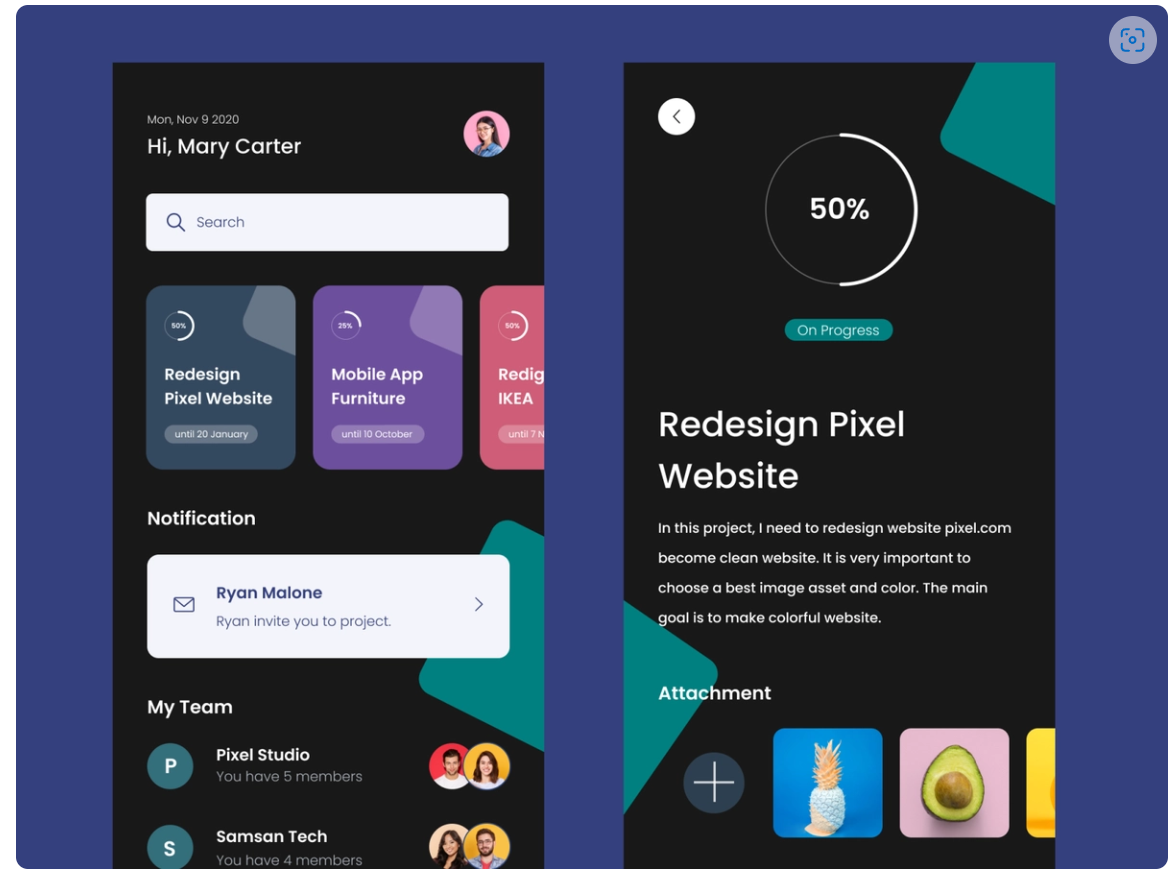 Mon, Nov 9 2020
Hi, Mary Carter
Search
50%
Redesign
Pixel Website
until 20 January
25%
Mobile App
Furniture
until 10 October
50%
Redig
IKEA
until 7 N
Notification
Ryan Malone
Ryan invite you to project.
My Team
P
Pixel Studio
You have 5 members
S
Samsan Tech
You have 4 members
50%
On Progress
Redesign Pixel
Website
In this project, I need to redesign website pixel.com
become clean website. It is very important to
choose a best image asset and color. The main
goal is to make colorful website.
Attachment